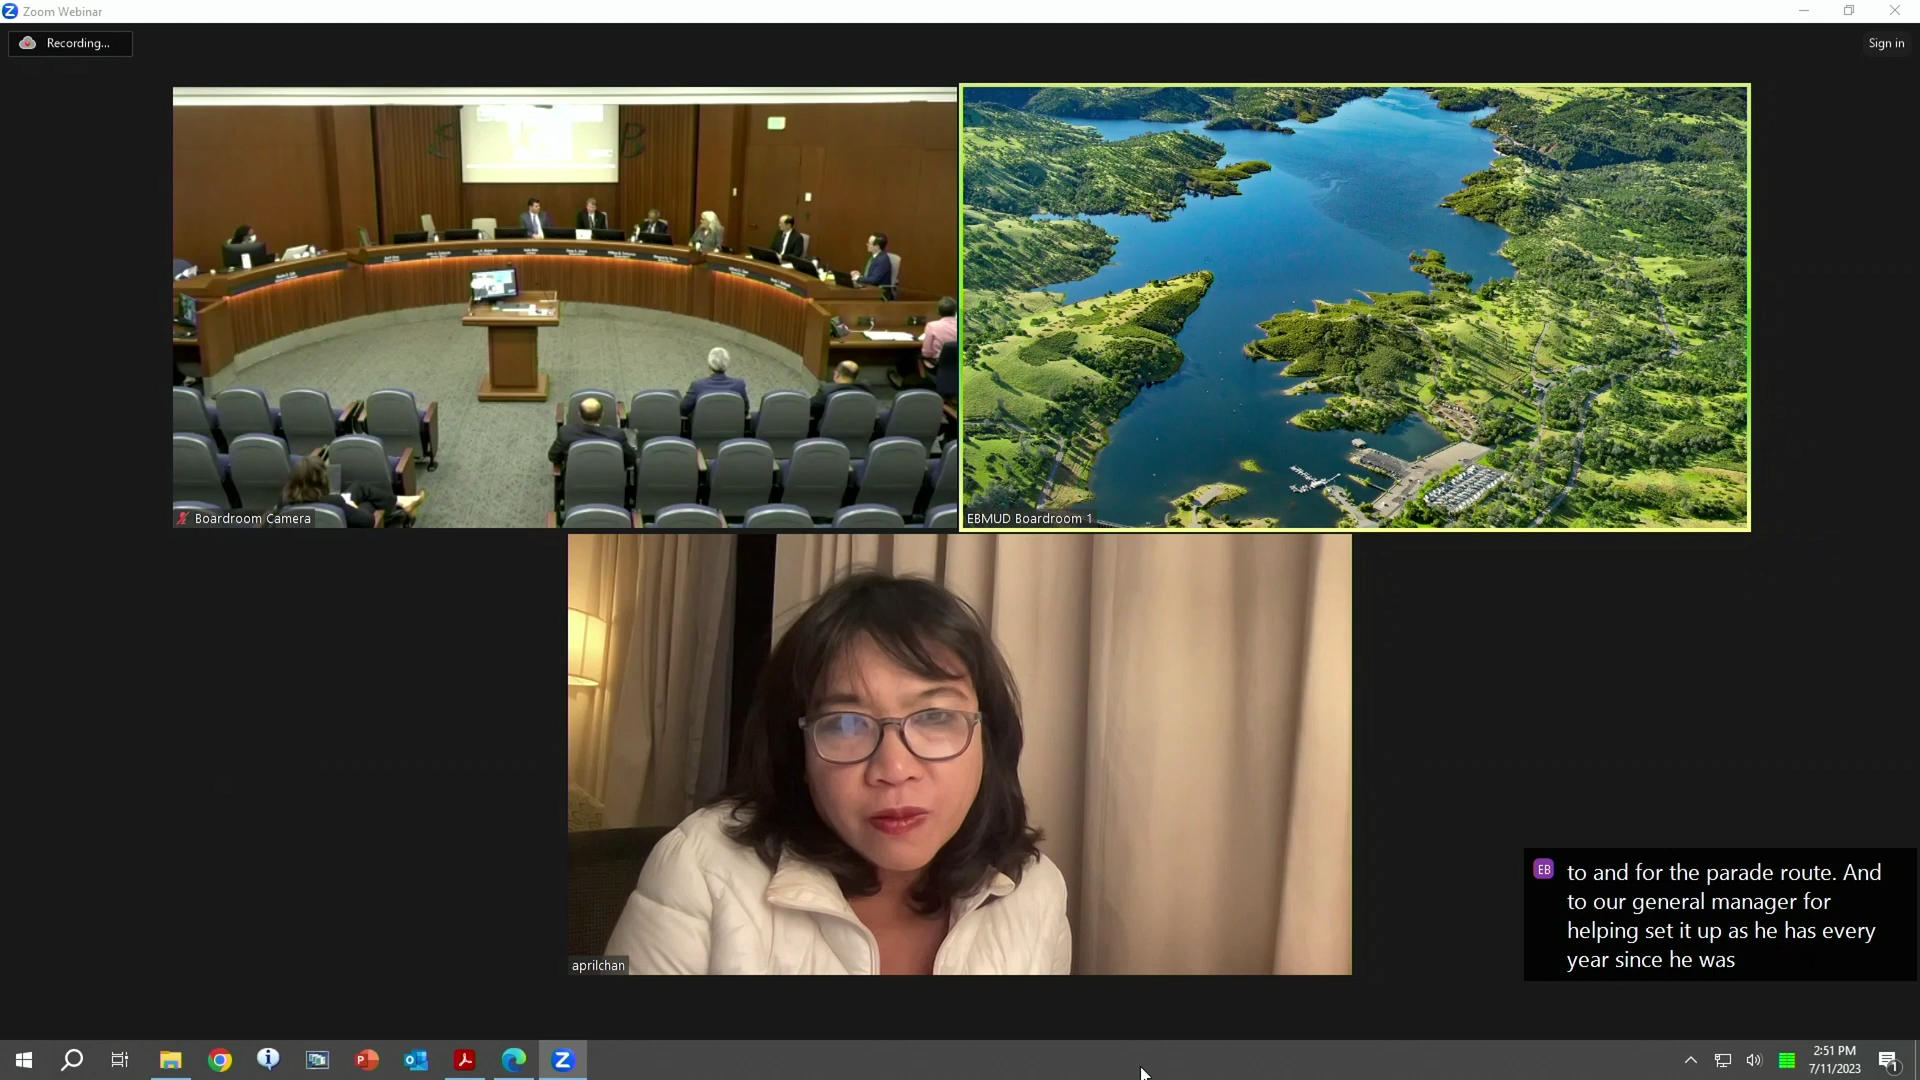 Zoom Webinar
Recording...
Sign in
Boardroom Camera
EBMUD Boardroom 1
aprilchan
EB
to and for the parade route. And
to our general manager for
helping set it up as he has every
year since he was
2:51 PM
7/11/2023
1